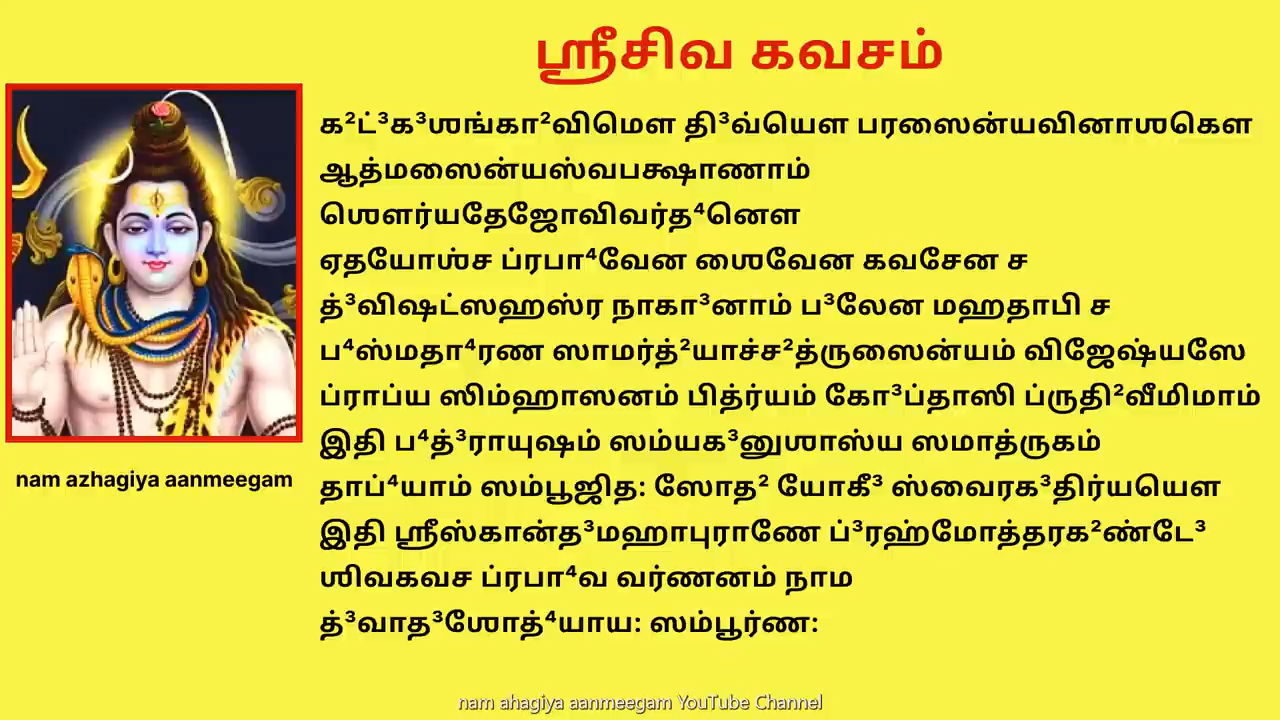 ஸ்ரீசிவ கவசம்
க²ட்³க³ஶங்கா²விமௌ தி³வ்யௌ பரஸைன்யவினாஶகௌ
ஆத்மஸைன்யஸ்வபக்ஷாணாம்
ஶௌர்யதேஜோவிவர்த⁴னௌ
ஏதயோஶ்ச ப்ரபா⁴வேன ஶைவேன கவசேன ச
த்³விஷட்ஸஹஸ்ர நாகா³னாம் ப³லேன மஹதாபி ச
ப⁴ஸ்மதா⁴ரண ஸாமர்த்²யாச்ச²த்ருஸைன்யம் விஜேஷ்யஸே
ப்ராப்ய ஸிம்ஹாஸனம் பித்ர்யம் கோ³ப்தாஸி ப்ருதி²வீமிமாம்
இதி ப⁴த்³ராயுஷம் ஸம்யக³னுஶாஸ்ய ஸமாத்ருகம்
தாப்⁴யாம் ஸம்பூஜித: ஸோத² யோகீ³ ஸ்வைரக³திர்யயௌ
இதி ஸ்ரீஸ்கான்த³மஹாபுராணே ப்³ரஹ்மோத்தரக²ண்டே³
ஶிவகவச ப்ரபா⁴வ வர்ணனம் நாம
த்³வாத³ஶோத்⁴யாய: ஸம்பூர்ண:
nam azhagiya aanmeegam
nam ahagiya aanmeegam YouTube Channel